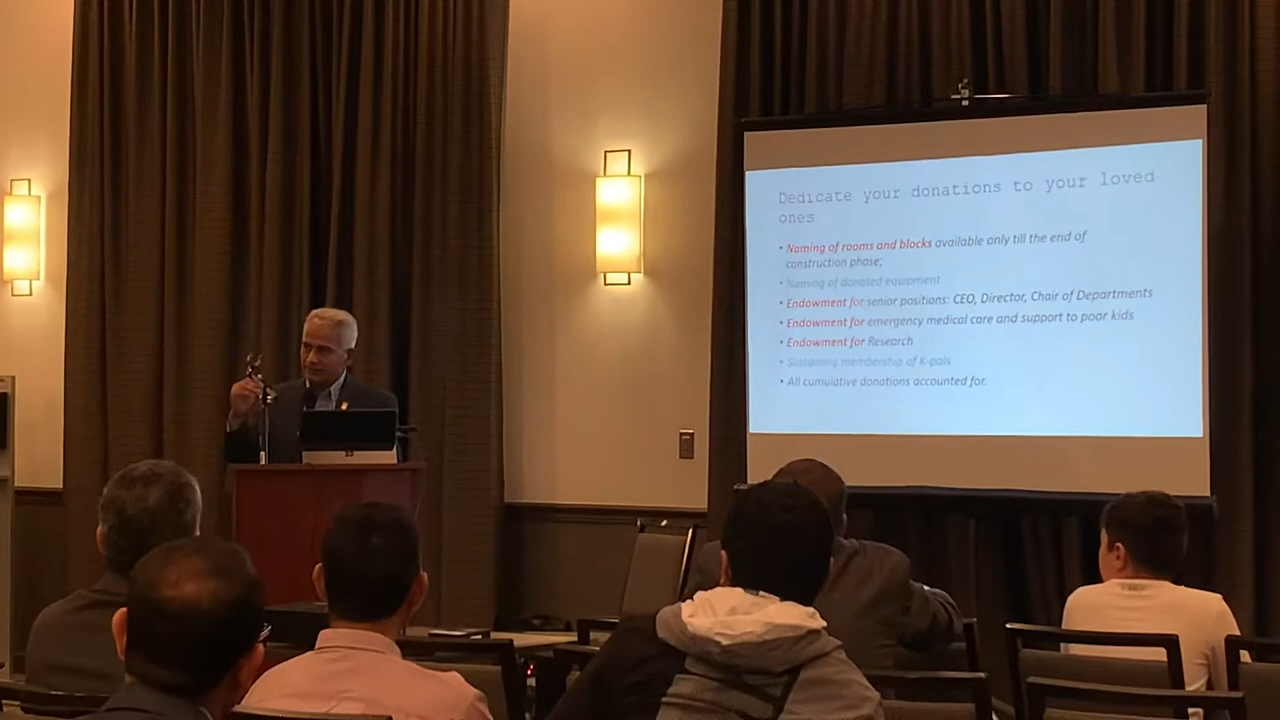 Dedicate your donations to your loved
ones
• Naming of rooms and blocks available only till the end of
construction phase;
• Naming of donated equipment
• Endowment for senior positions: CEO, Director, Chair of Departments
• Endowment for emergency medical care and support to poor kids
• Endowment for Research
• Sustaining membership of K-pals
• All cumulative donations accounted for.